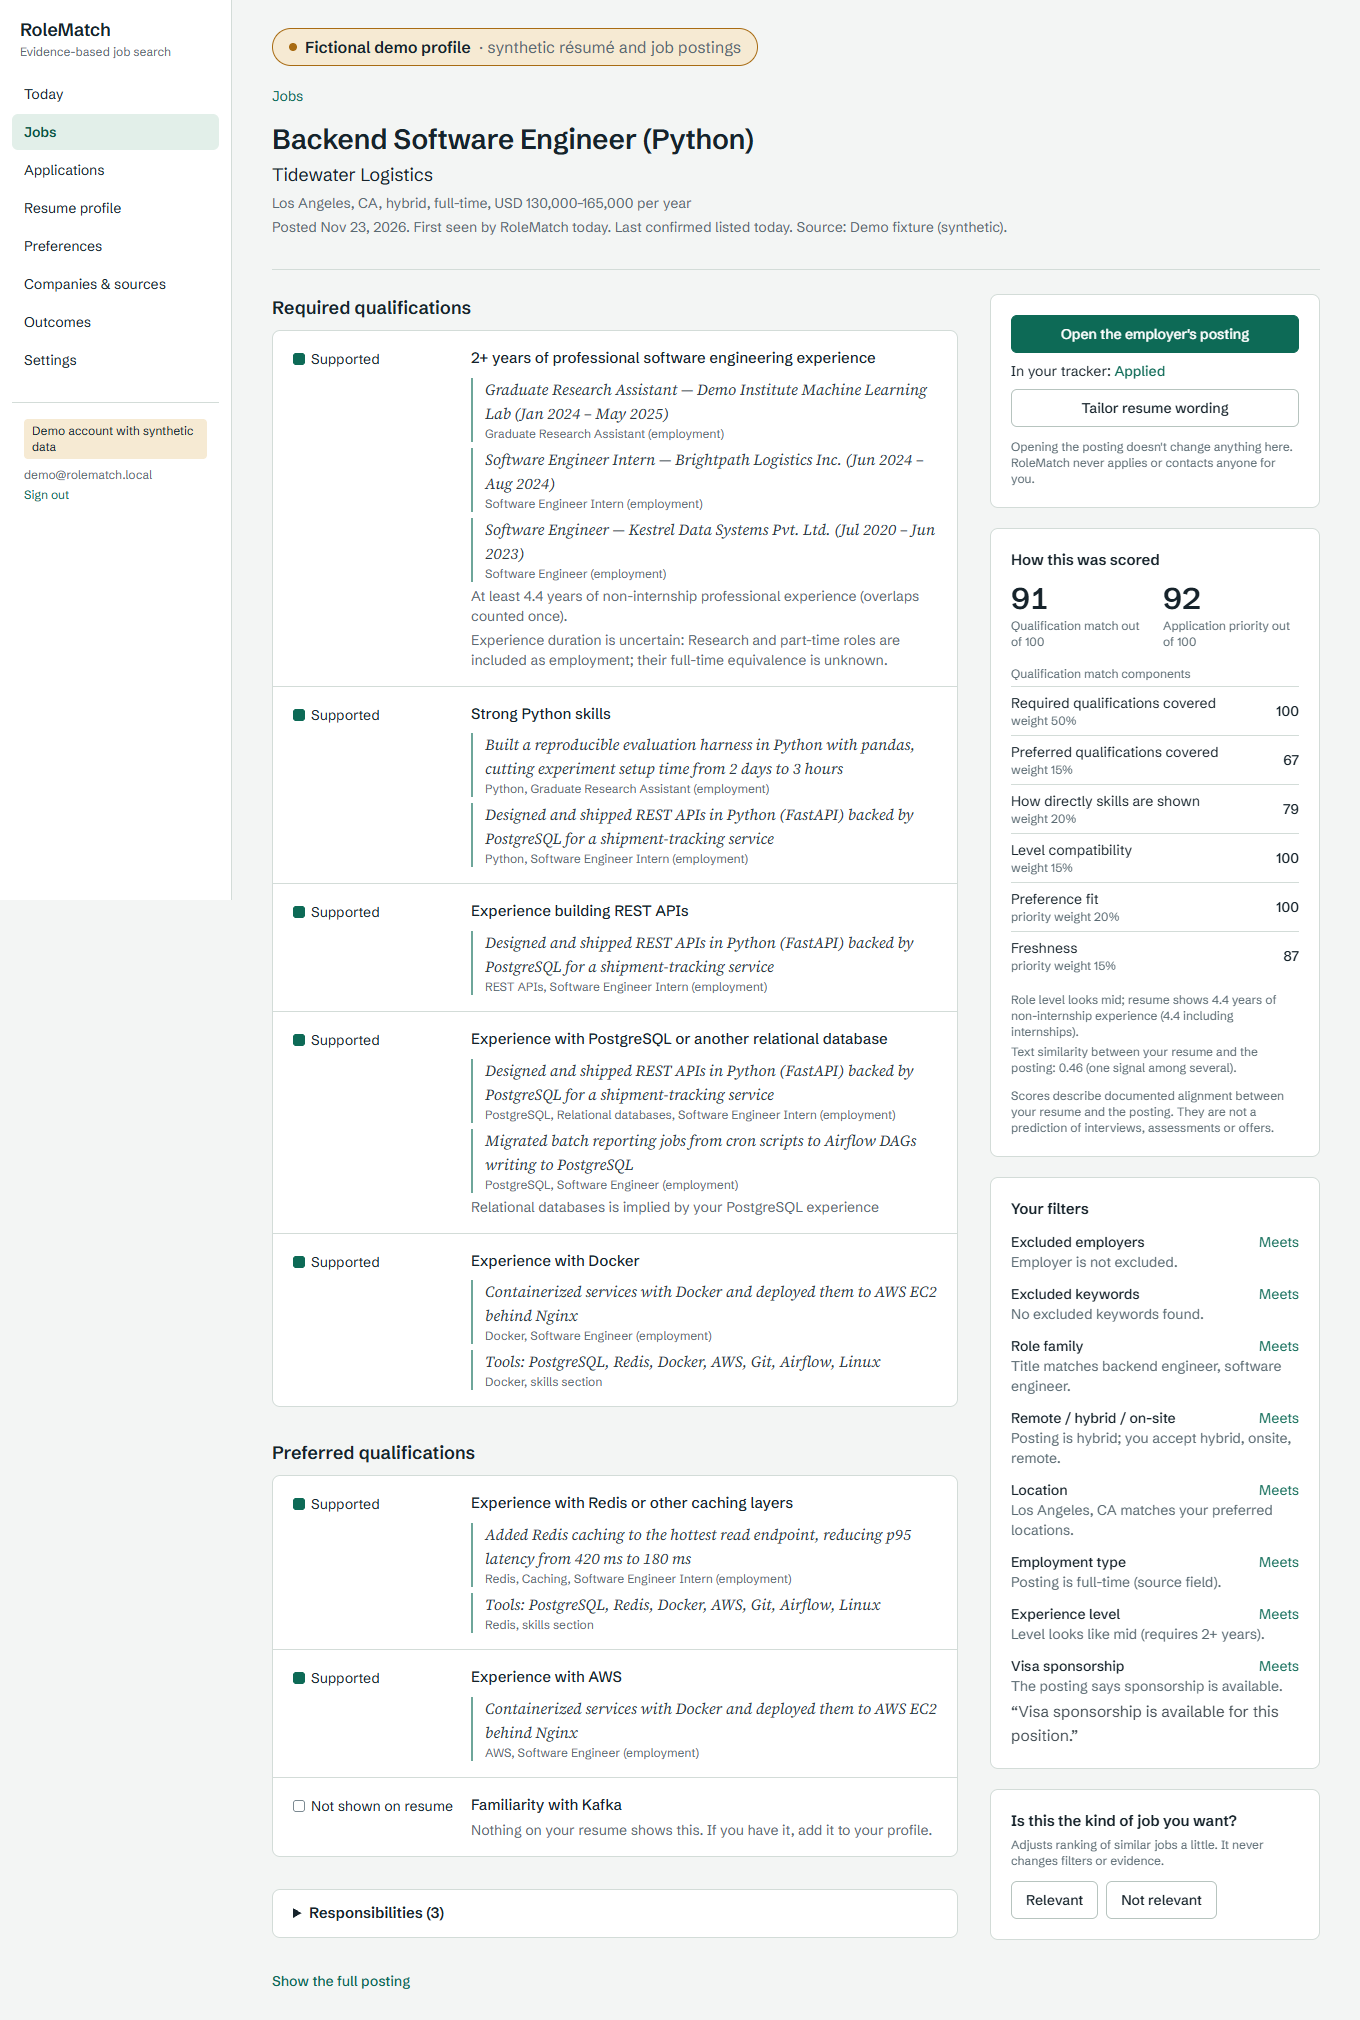 RoleMatch
Evidence-based job search
Today
Jobs
Applications
Resume profile
Preferences
Companies & sources
Outcomes
Settings
Demo account with synthetic
data
demo@rolematch.local
Sign out
Fictional demo profile · synthetic résumé and job postings
Jobs
Backend Software Engineer (Python)
Tidewater Logistics
Los Angeles, CA, hybrid, full-time, USD 130,000–165,000 per year
Posted Nov 23, 2026. First seen by RoleMatch today. Last confirmed listed today. Source: Demo fixture (synthetic).
Required qualifications
Supported
2+ years of professional software engineering experience
Graduate Research Assistant — Demo Institute Machine Learning
Lab (Jan 2024 – May 2025)
Graduate Research Assistant (employment)
Software Engineer Intern — Brightpath Logistics Inc. (Jun 2024 –
Aug 2024)
Software Engineer Intern (employment)
Software Engineer — Kestrel Data Systems Pvt. Ltd. (Jul 2020 – Jun
2023)
Software Engineer (employment)
At least 4.4 years of non-internship professional experience (overlaps
counted once).
Experience duration is uncertain: Research and part-time roles are
included as employment; their full-time equivalence is unknown.
Supported
Strong Python skills
Built a reproducible evaluation harness in Python with pandas,
cutting experiment setup time from 2 days to 3 hours
Python, Graduate Research Assistant (employment)
Designed and shipped REST APIs in Python (FastAPI) backed by
PostgreSQL for a shipment-tracking service
Python, Software Engineer Intern (employment)
Supported
Experience building REST APIs
Designed and shipped REST APIs in Python (FastAPI) backed by
PostgreSQL for a shipment-tracking service
REST APIs, Software Engineer Intern (employment)
Supported
Experience with PostgreSQL or another relational database
Designed and shipped REST APIs in Python (FastAPI) backed by
PostgreSQL for a shipment-tracking service
PostgreSQL, Relational databases, Software Engineer Intern (employment)
Migrated batch reporting jobs from cron scripts to Airflow DAGs
writing to PostgreSQL
PostgreSQL, Software Engineer (employment)
Relational databases is implied by your PostgreSQL experience
Supported
Experience with Docker
Containerized services with Docker and deployed them to AWS EC2
behind Nginx
Docker, Software Engineer (employment)
Tools: PostgreSQL, Redis, Docker, AWS, Git, Airflow, Linux
Docker, skills section
Preferred qualifications
Supported
Experience with Redis or other caching layers
Added Redis caching to the hottest read endpoint, reducing p95
latency from 420 ms to 180 ms
Redis, Caching, Software Engineer Intern (employment)
Tools: PostgreSQL, Redis, Docker, AWS, Git, Airflow, Linux
Redis, skills section
Supported
Experience with AWS
Containerized services with Docker and deployed them to AWS EC2
behind Nginx
AWS, Software Engineer (employment)
Not shown on resume
Familiarity with Kafka
Nothing on your resume shows this. If you have it, add it to your profile.
Responsibilities (3)
Show the full posting
Open the employer's posting
In your tracker: Applied
Tailor resume wording
Opening the posting doesn't change anything here.
RoleMatch never applies or contacts anyone for
you.
How this was scored
91
Qualification match out
of 100
92
Application priority out
of 100
Qualification match components
Required qualifications covered
weight 50%
100
Preferred qualifications covered
weight 15%
67
How directly skills are shown
weight 20%
79
Level compatibility
weight 15%
100
Preference fit
priority weight 20%
100
Freshness
priority weight 15%
87
Role level looks mid; resume shows 4.4 years of
non-internship experience (4.4 including
internships).
Text similarity between your resume and the
posting: 0.46 (one signal among several).
Scores describe documented alignment between
your resume and the posting. They are not a
prediction of interviews, assessments or offers.
Your filters
Excluded employers Meets
Employer is not excluded.
Excluded keywords Meets
No excluded keywords found.
Role family Meets
Title matches backend engineer, software
engineer.
Remote / hybrid / on-site Meets
Posting is hybrid; you accept hybrid, onsite,
remote.
Location Meets
Los Angeles, CA matches your preferred
locations.
Employment type Meets
Posting is full-time (source field).
Experience level Meets
Level looks like mid (requires 2+ years).
Visa sponsorship Meets
The posting says sponsorship is available.
“Visa sponsorship is available for this
position.”
Is this the kind of job you want?
Adjusts ranking of similar jobs a little. It never
changes filters or evidence.
Relevant
Not relevant